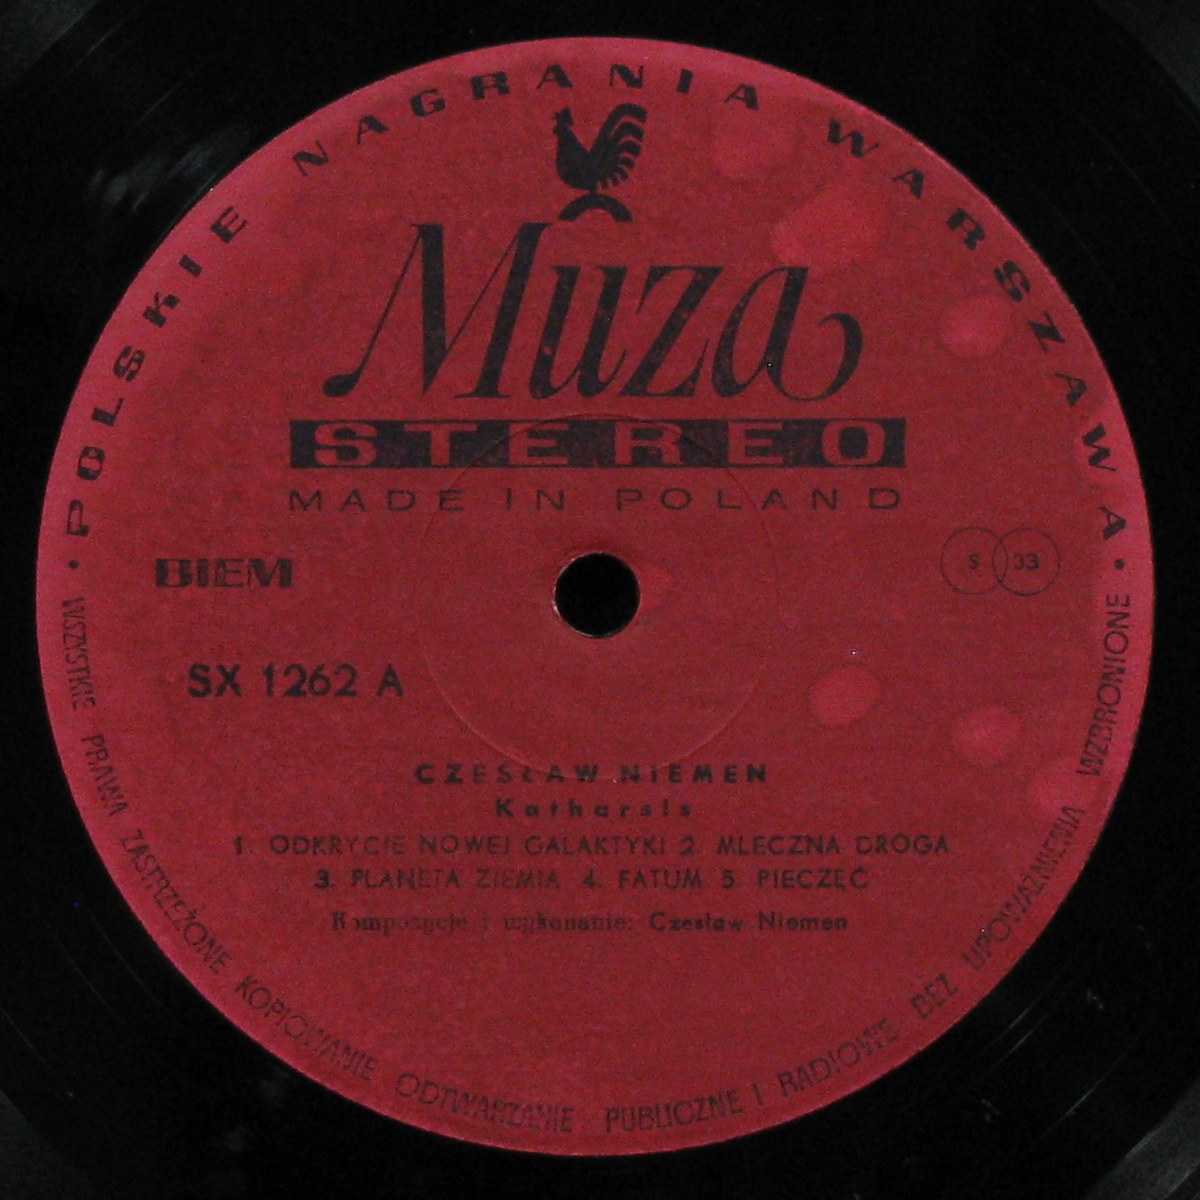 • POLSKIE NAGRANIA WARSZAWA •
Muza
STEREO
MADE IN POLAND
BIEM
S 33
SX 1262 A
CZESŁAW NIEMEN
Katharsis
1. ODKRYCIE NOWEJ GALAKTYKI 2. MLECZNA DROGA
3. PLANETA ZIEMIA 4. FATUM 5. PIECZĘĆ
Kompozycje i wykonanie: Czesław Niemen
WSZYSTKIE PRAWA ZASTRZEŻONE KOPIOWANIE ODTWARZANIE PUBLICZNE I RADIOWE BEZ UPOWAŻNIENIA WZBRONIONE